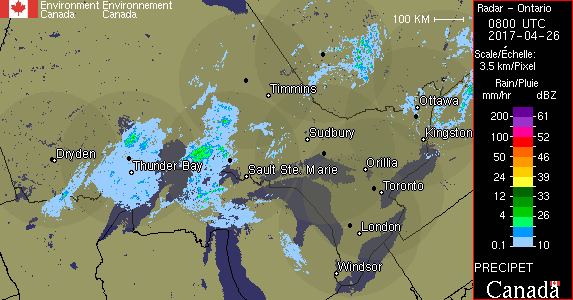 Environment Environnement
Canada Canada
100 KM
Timmins
Ottawa
Sudbury
Kingston
Dryden
Thunder Bay
Sault Ste. Marie
Orillia
Toronto
London
Windsor
Radar - Ontario
0800 UTC
2017-04-26
Scale/Échelle:
3.5 km/Pixel
Rain/Pluie
mm/hr dBZ
200 61
100 52
50 46
24 39
12 33
4 26
0.1 10
PRECIPET
Canada